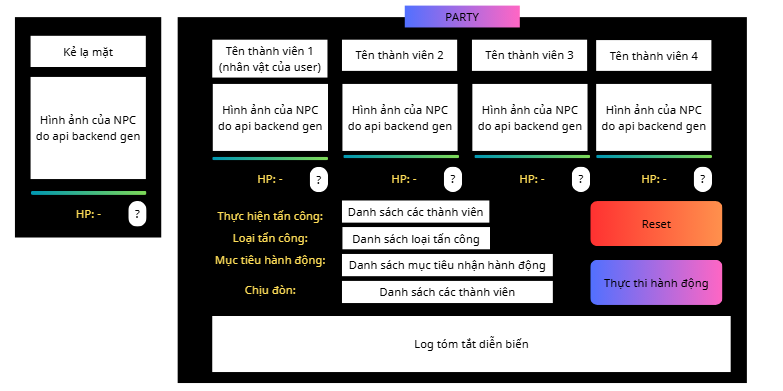 PARTY
Kẻ lạ mặt
Hình ảnh của NPC
do api backend gen
HP: -
?
Tên thành viên 1
(nhân vật của user)
Tên thành viên 2
Tên thành viên 3
Tên thành viên 4
Hình ảnh của NPC
do api backend gen
Hình ảnh của NPC
do api backend gen
Hình ảnh của NPC
do api backend gen
Hình ảnh của NPC
do api backend gen
HP: -
?
HP: -
?
HP: -
?
HP: -
?
Thực hiện tấn công:
Danh sách các thành viên
Loại tấn công:
Danh sách loại tấn công
Mục tiêu hành động:
Danh sách mục tiêu nhận hành động
Chịu đòn:
Danh sách các thành viên
Reset
Thực thi hành động
Log tóm tắt diễn biến